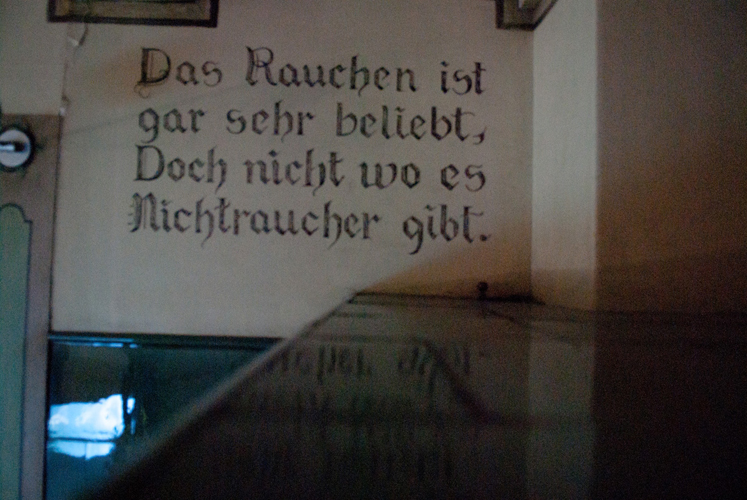 Das Rauchen ist
gar sehr beliebt,
Doch nicht wo es
Nichtraucher gibt.